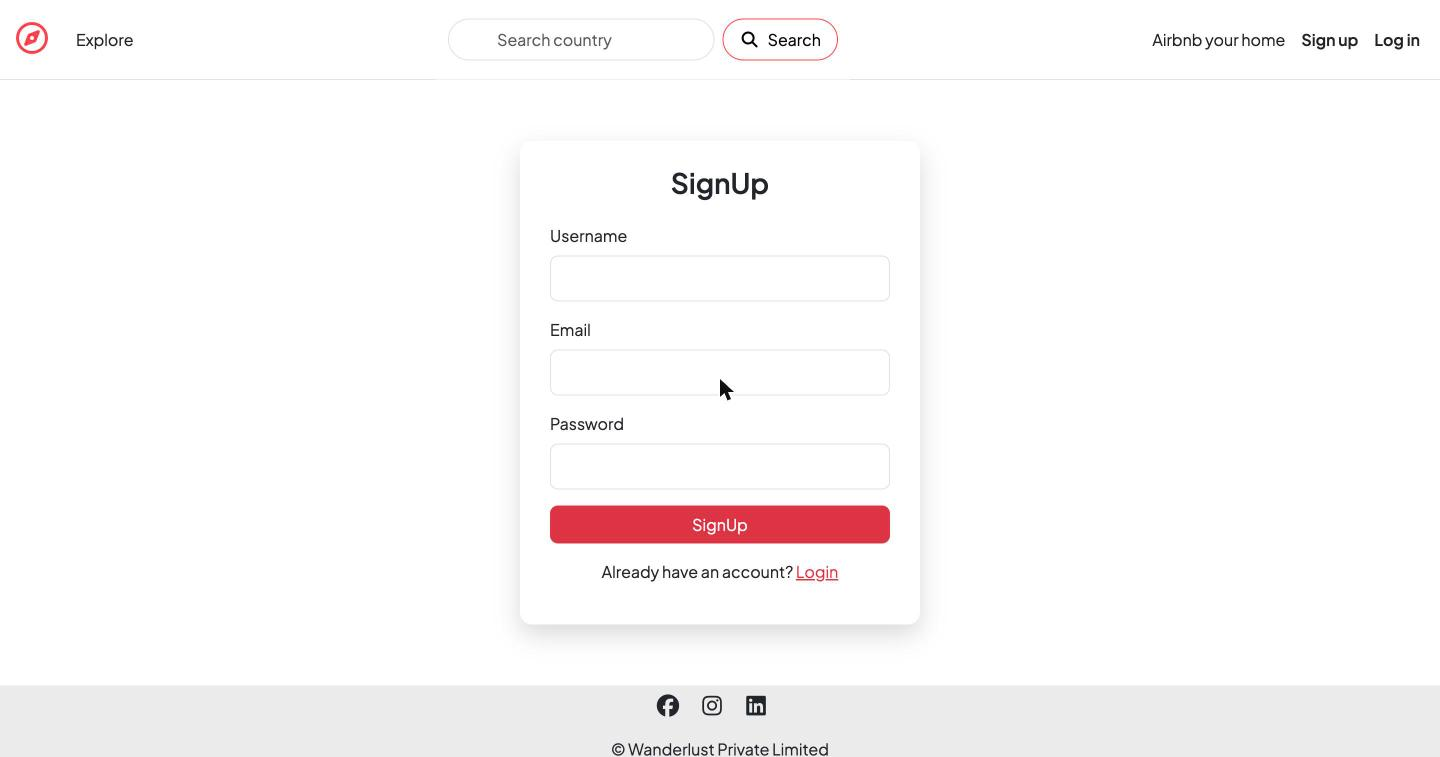 Explore
Search country
Search
Airbnb your home
Sign up
Log in
SignUp
Username
Email
Password
SignUp
Already have an account? Login
© Wanderlust Private Limited